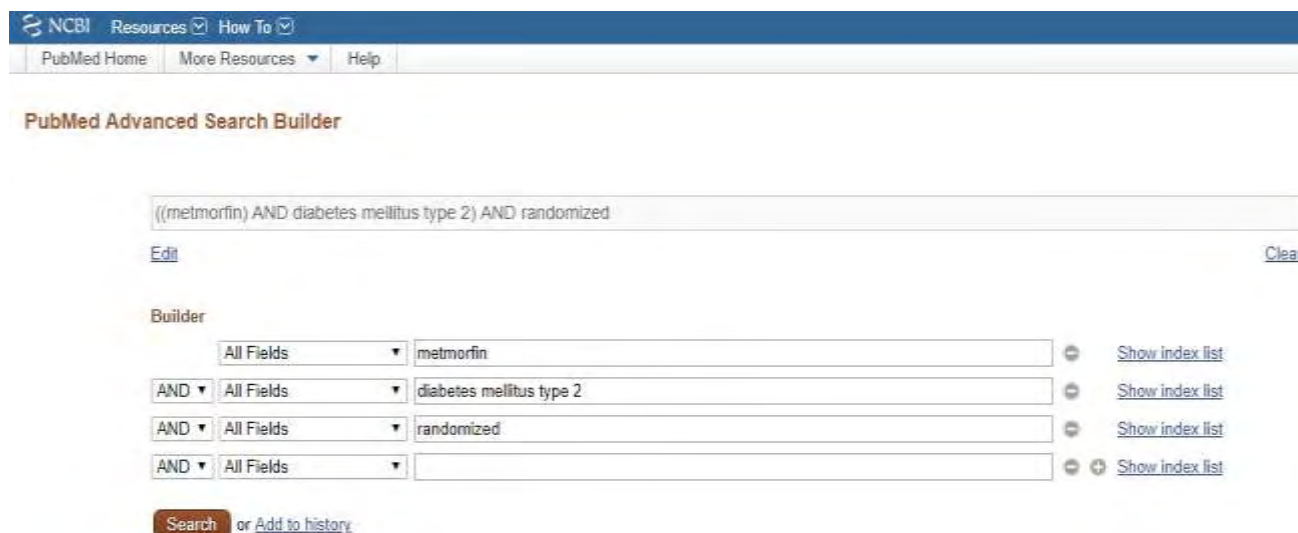 NCBI Resources How To
PubMed Home More Resources Help
PubMed Advanced Search Builder
((metmorfin) AND diabetes mellitus type 2) AND randomized
Edit Clea
Builder
All Fields metmorfin Show index list
AND All Fields diabetes mellitus type 2 Show index list
AND All Fields randomized Show index list
AND All Fields Show index list
Search or Add to history